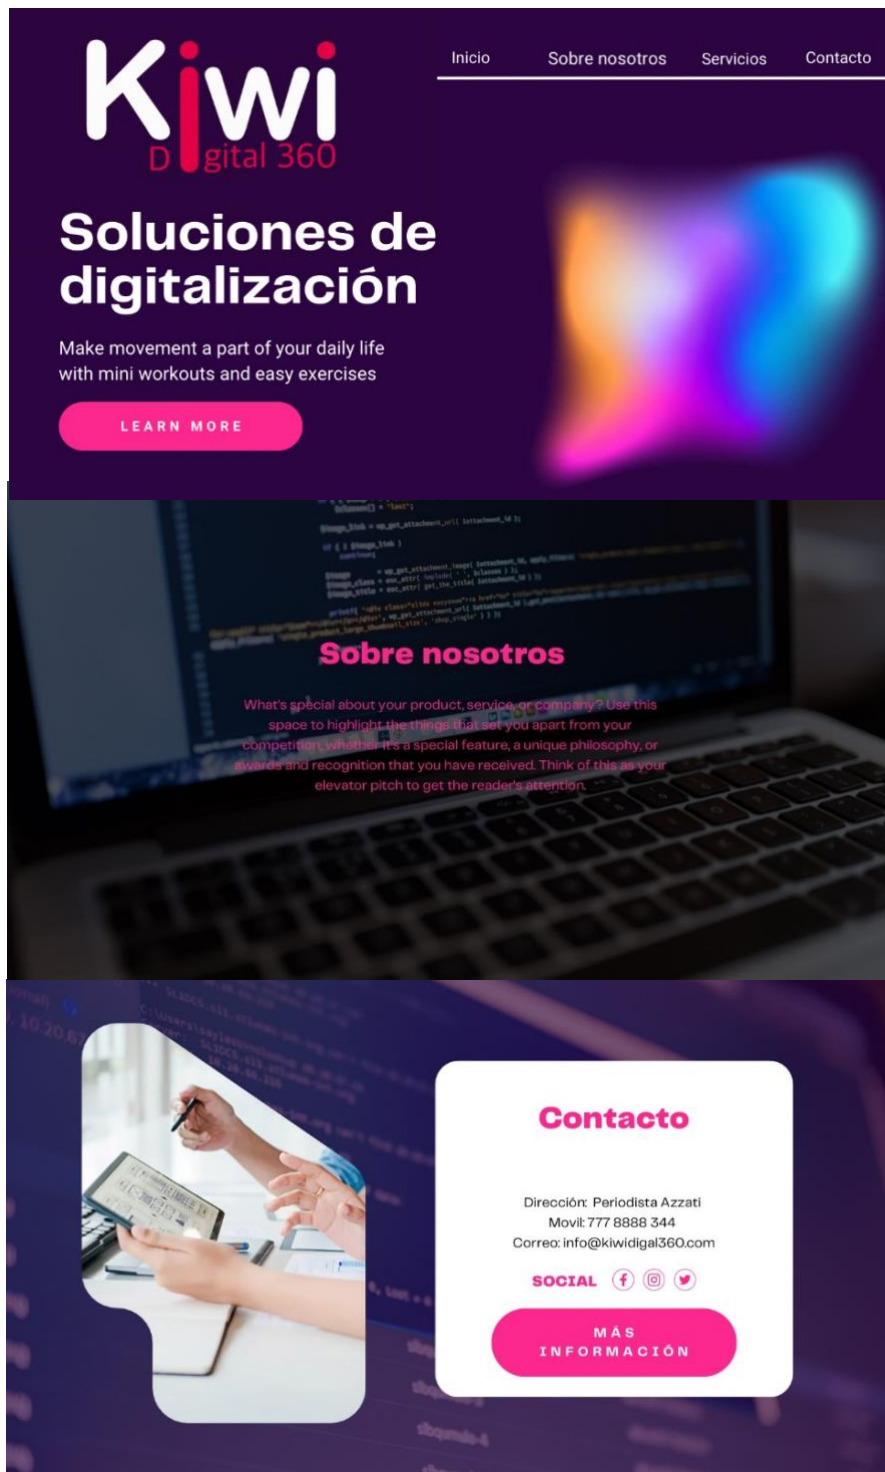 Kiwi
Digital 360
Inicio Sobre nosotros Servicios Contacto
Soluciones de
digitalización
Make movement a part of your daily life
with mini workouts and easy exercises
LEARN MORE
Sobre nosotros
What's special about your product, service, or company? Use this
space to highlight the things that set you apart from your
competition, whether it's a special feature, a unique philosophy, or
awards and recognition that you have received. Think of this as your
elevator pitch to get the reader's attention.
Contacto
Dirección: Periodista Azzati
Movil: 777 8888 344
Correo: info@kiwidigal360.com
SOCIAL
MÁS
INFORMACIÓN